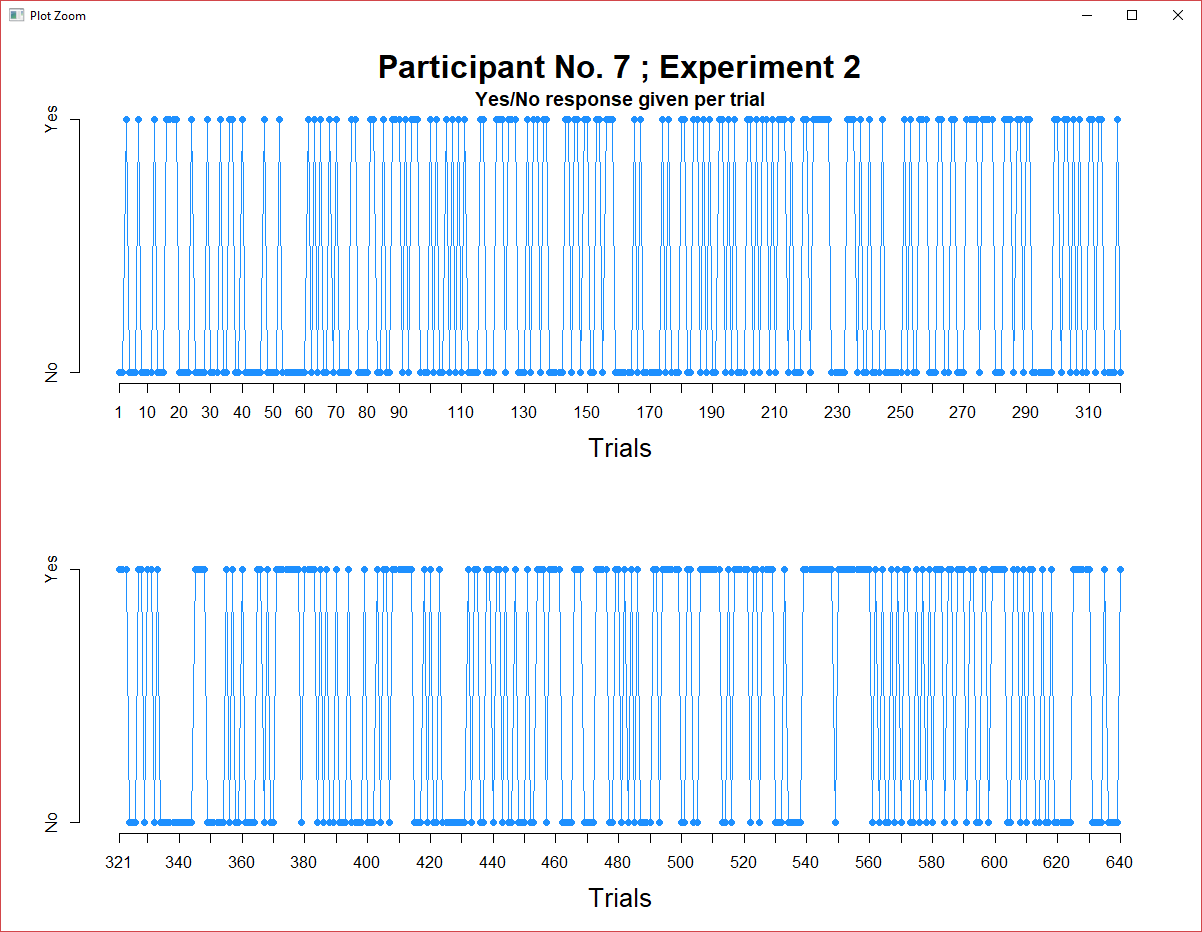 Plot Zoom
Participant No. 7 ; Experiment 2
Yes/No response given per trial
Yes
No
1 10 20 30 40 50 60 70 80 90 110 130 150 170 190 210 230 250 270 290 310
Trials
Yes
No
321 340 360 380 400 420 440 460 480 500 520 540 560 580 600 620 640
Trials